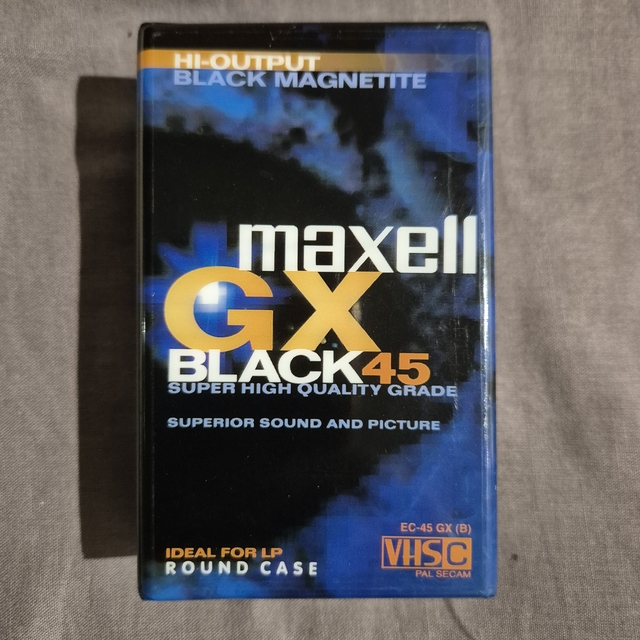 HI-OUTPUT
BLACK MAGNETITE
maxell
GX
BLACK45
SUPER HIGH QUALITY GRADE
SUPERIOR SOUND AND PICTURE
EC-45 GX (B)
IDEAL FOR LP
ROUND CASE
VHSC
PAL SECAM